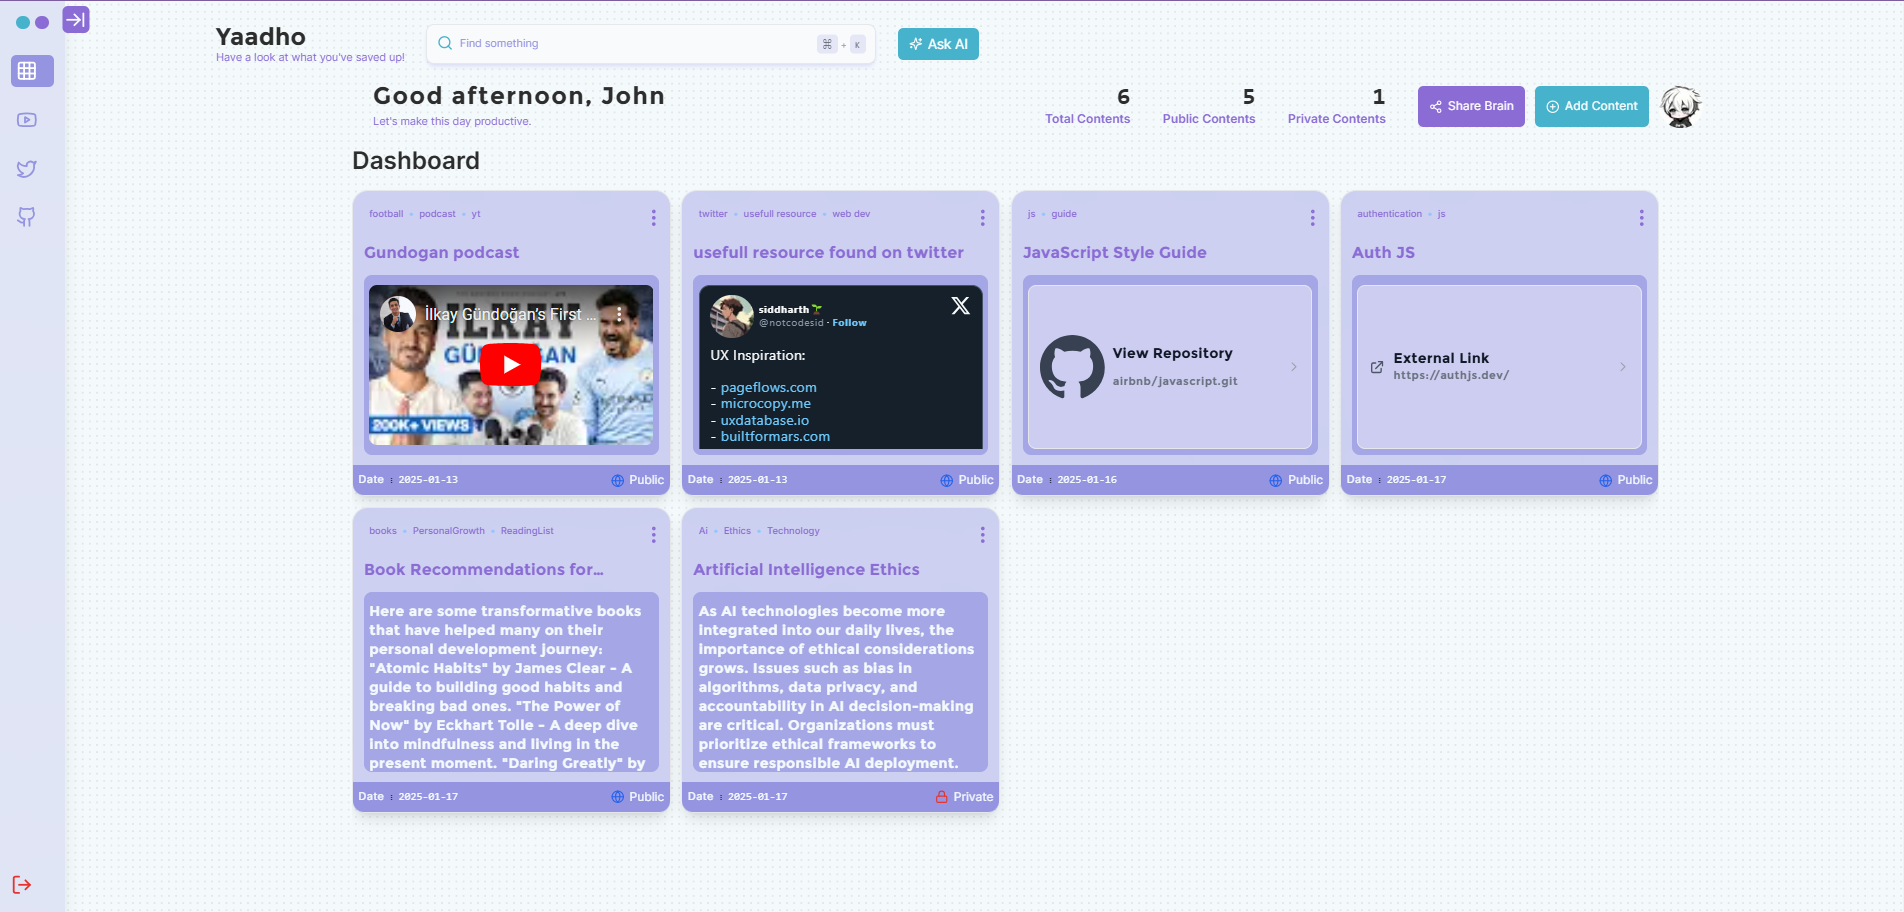 Yaadho
Have a look at what you've saved up!
Find something
⌘ + K
Ask AI
Good afternoon, John
Let's make this day productive.
6
Total Contents
5
Public Contents
1
Private Contents
Share Brain
Add Content
Dashboard
football • podcast • yt
Gundogan podcast
İlkay Gündoğan's First ...
ILKAY
GÜNDOĞAN
200K+ VIEWS
Date : 2025-01-13
Public
twitter • usefull resource • web dev
usefull resource found on twitter
siddharth
@notcodesid · Follow
UX Inspiration:
- pageflows.com
- microcopy.me
- uxdatabase.io
- builtformars.com
Date : 2025-01-13
Public
js • guide
JavaScript Style Guide
View Repository
airbnb/javascript.git
Date : 2025-01-16
Public
authentication • js
Auth JS
External Link
https://authjs.dev/
Date : 2025-01-17
Public
books • PersonalGrowth • ReadingList
Book Recommendations for...
Here are some transformative books
that have helped many on their
personal development journey:
"Atomic Habits" by James Clear - A
guide to building good habits and
breaking bad ones. "The Power of
Now" by Eckhart Tolle - A deep dive
into mindfulness and living in the
present moment. "Daring Greatly" by
Date : 2025-01-17
Public
Ai • Ethics • Technology
Artificial Intelligence Ethics
As AI technologies become more
integrated into our daily lives, the
importance of ethical considerations
grows. Issues such as bias in
algorithms, data privacy, and
accountability in AI decision-making
are critical. Organizations must
prioritize ethical frameworks to
ensure responsible AI deployment.
Date : 2025-01-17
Private